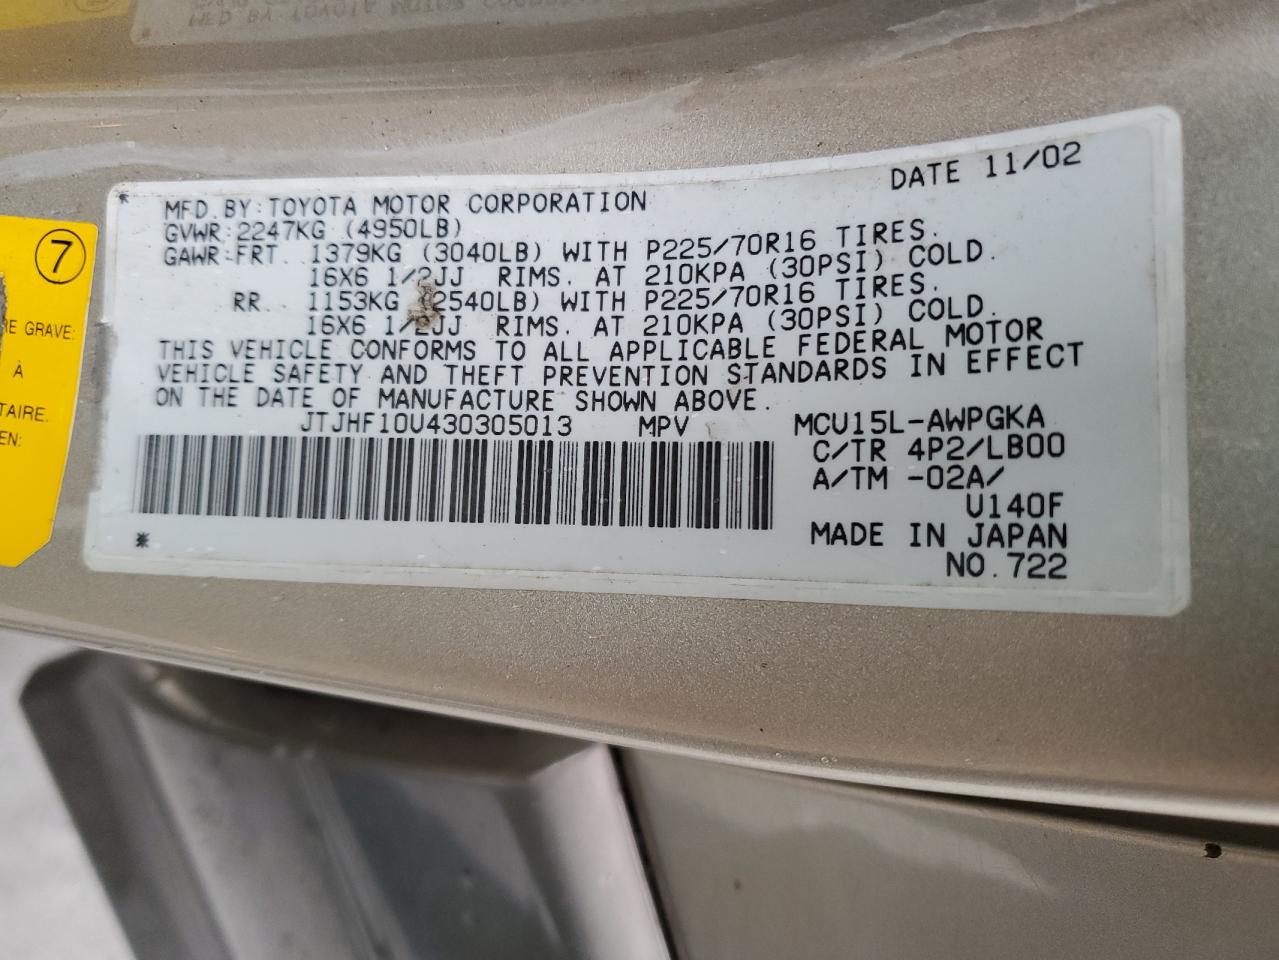 DATE 11/02
MFD. BY: TOYOTA MOTOR CORPORATION
GVWR: 2247KG (4950LB)
GAWR: FRT. 1379KG (3040LB) WITH P225/70R16 TIRES.
16X6 1/2JJ RIMS. AT 210KPA (30PSI) COLD.
RR. 1153KG (2540LB) WITH P225/70R16 TIRES.
16X6 1/2JJ RIMS. AT 210KPA (30PSI) COLD.
THIS VEHICLE CONFORMS TO ALL APPLICABLE FEDERAL MOTOR
VEHICLE SAFETY AND THEFT PREVENTION STANDARDS IN EFFECT
ON THE DATE OF MANUFACTURE SHOWN ABOVE.
JTJHF10U430305013 MPV MCU15L-AWPGKA
C/TR 4P2/LB00
A/TM -02A/
U140F
MADE IN JAPAN
NO. 722
7
RE GRAVE:
À
TAIRE.
EN: